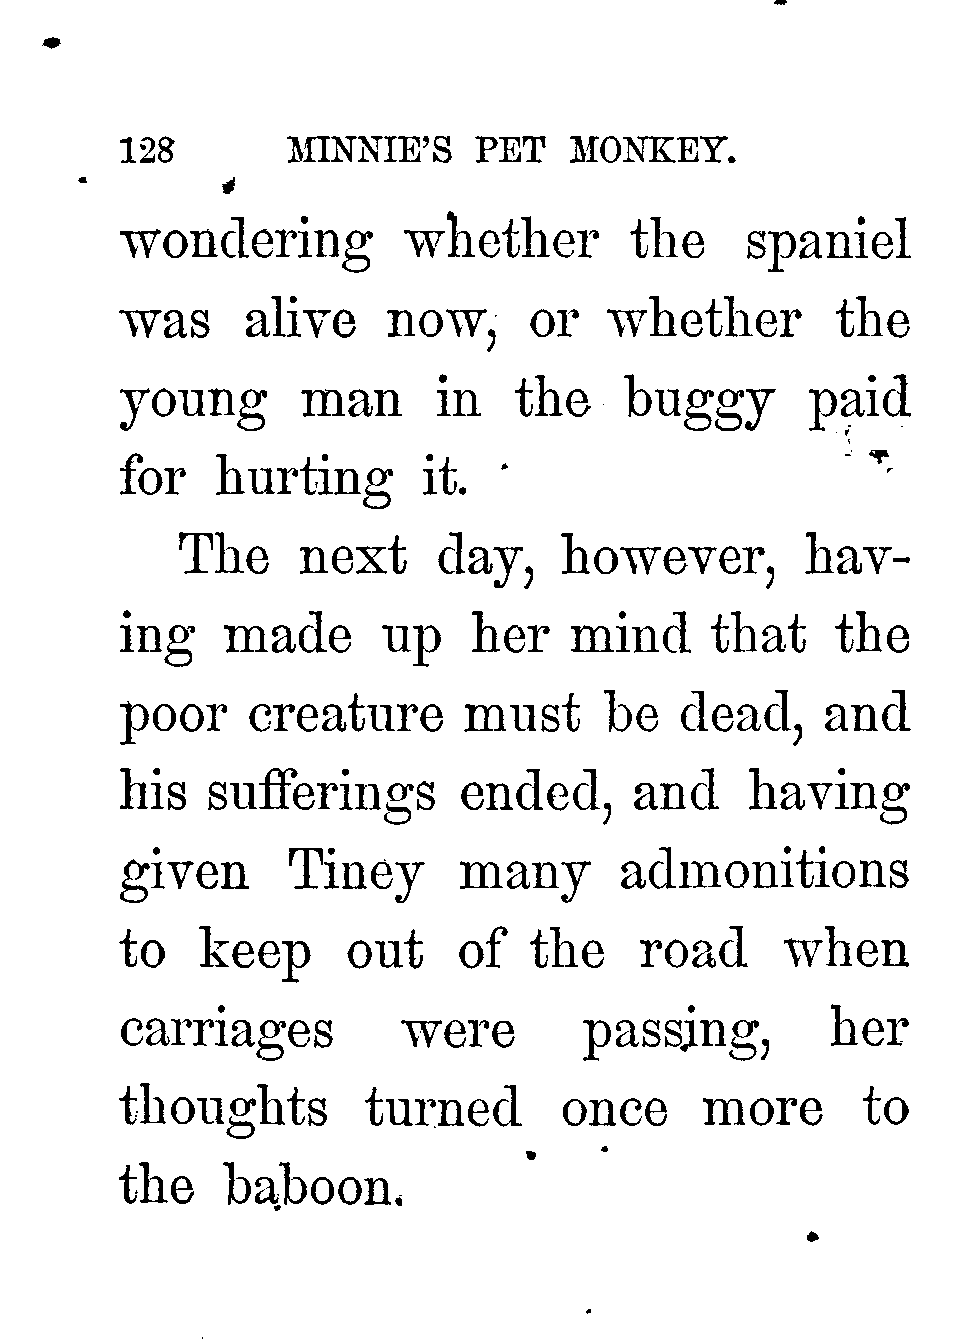 128 MINNIE'S PET MONKEY.
wondering whether the spaniel
was alive now, or whether the
young man in the buggy paid
for hurting it.
The next day, however, hav-
ing made up her mind that the
poor creature must be dead, and
his sufferings ended, and having
given Tiney many admonitions
to keep out of the road when
carriages were passing, her
thoughts turned once more to
the baboon.